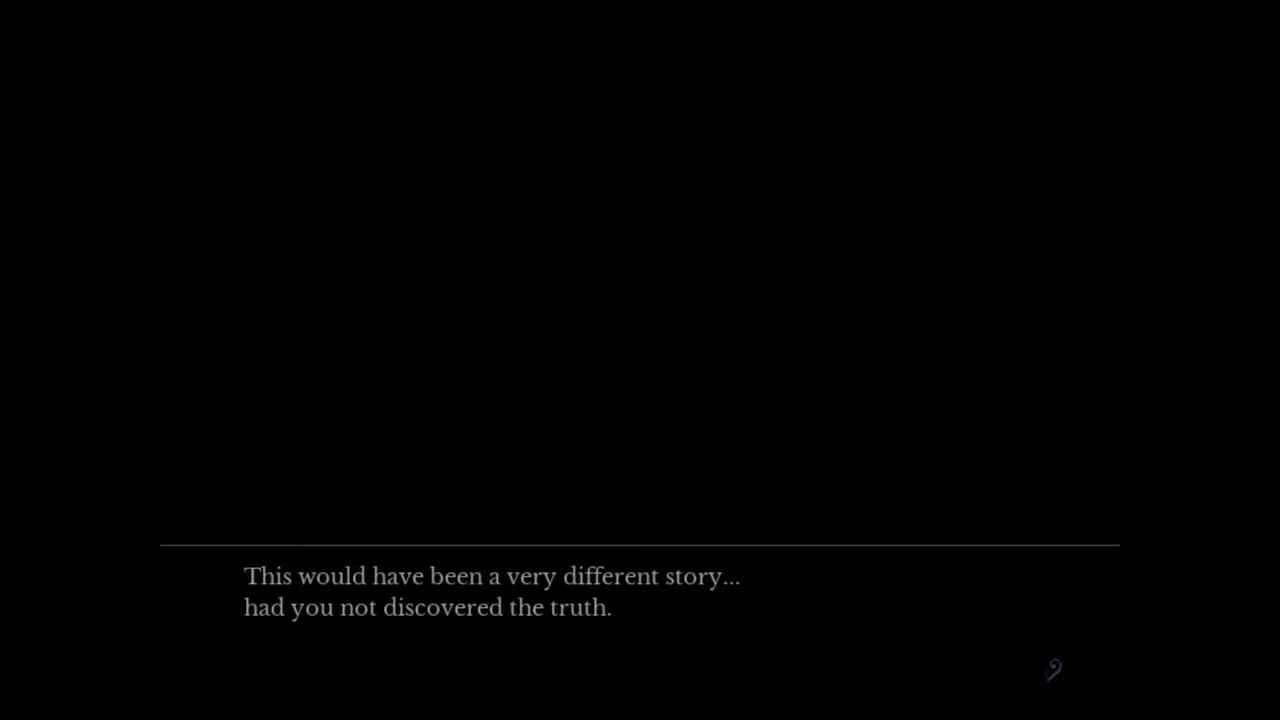 This would have been a very different story...
had you not discovered the truth.